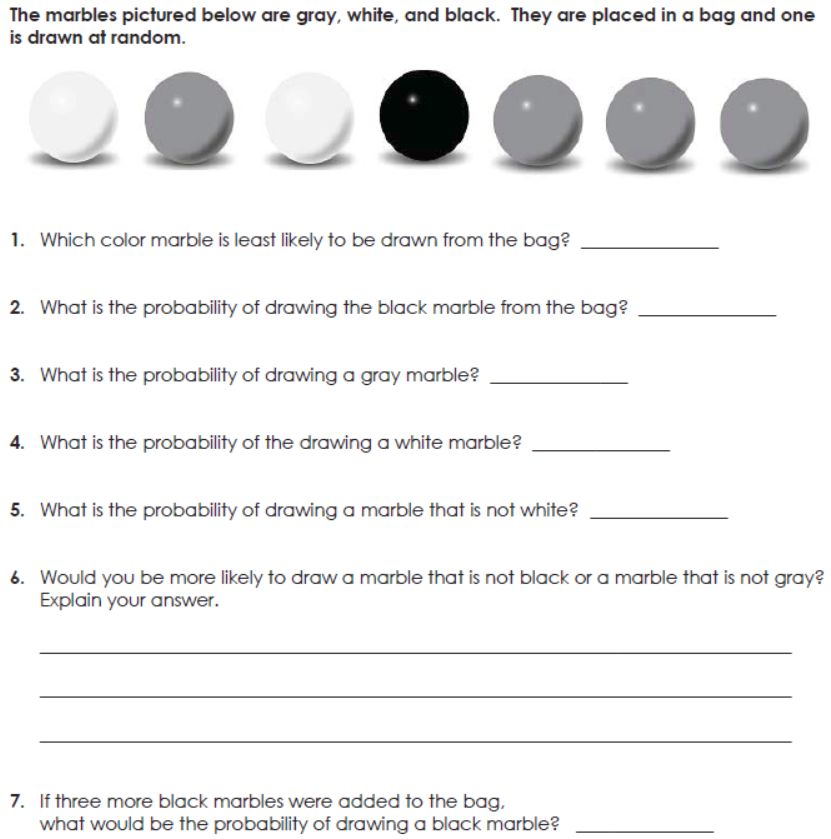 The marbles pictured below are gray, white, and black. They are placed in a bag and one
is drawn at random.
1. Which color marble is least likely to be drawn from the bag? _______________
2. What is the probability of drawing the black marble from the bag? _______________
3. What is the probability of drawing a gray marble? _______________
4. What is the probability of the drawing a white marble? _______________
5. What is the probability of drawing a marble that is not white? _______________
6. Would you be more likely to draw a marble that is not black or a marble that is not gray?
Explain your answer.
7. If three more black marbles were added to the bag,
what would be the probability of drawing a black marble? _______________